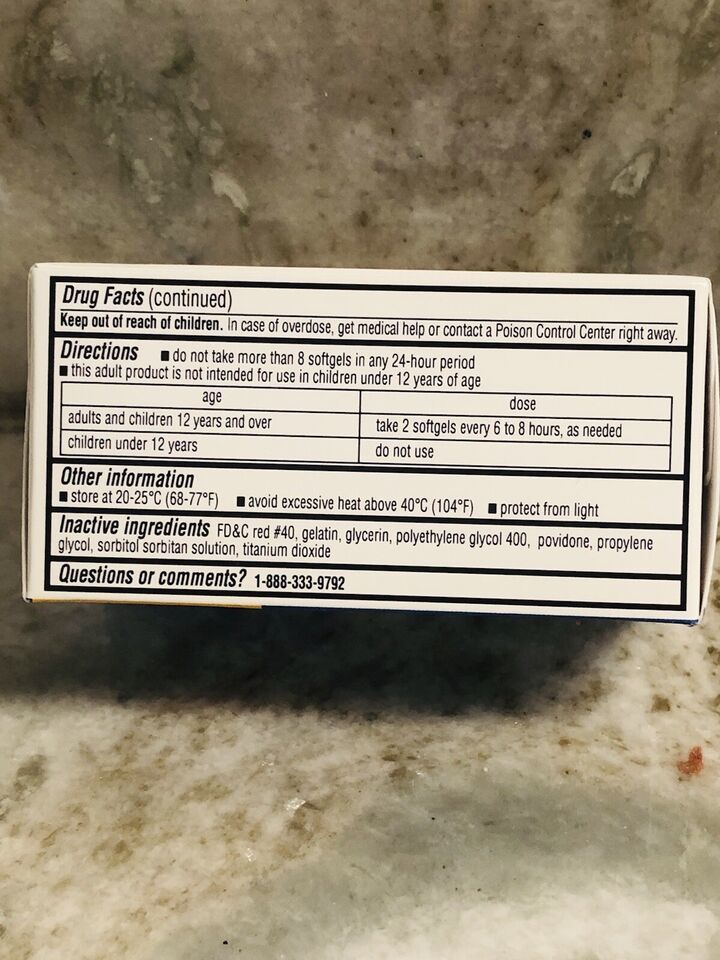 Drug Facts (continued)
Keep out of reach of children. In case of overdose, get medical help or contact a Poison Control Center right away.
Directions ■ do not take more than 8 softgels in any 24-hour period
■ this adult product is not intended for use in children under 12 years of age
age dose
adults and children 12 years and over take 2 softgels every 6 to 8 hours, as needed
children under 12 years do not use
Other information
■ store at 20-25°C (68-77°F) ■ avoid excessive heat above 40°C (104°F) ■ protect from light
Inactive ingredients FD&C red #40, gelatin, glycerin, polyethylene glycol 400, povidone, propylene
glycol, sorbitol sorbitan solution, titanium dioxide
Questions or comments? 1-888-333-9792